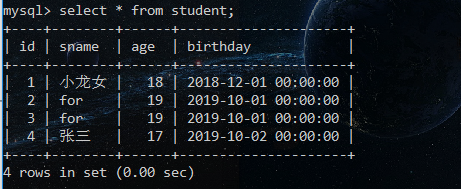 mysql> select * from student;
+----+--------+-----+---------------------+
| id | sname | age | birthday |
+----+--------+-----+---------------------+
| 1 | 小龙女 | 18 | 2018-12-01 00:00:00 |
| 2 | for | 19 | 2019-10-01 00:00:00 |
| 3 | for | 19 | 2019-10-01 00:00:00 |
| 4 | 张三 | 17 | 2019-10-02 00:00:00 |
+----+--------+-----+---------------------+
4 rows in set (0.00 sec)